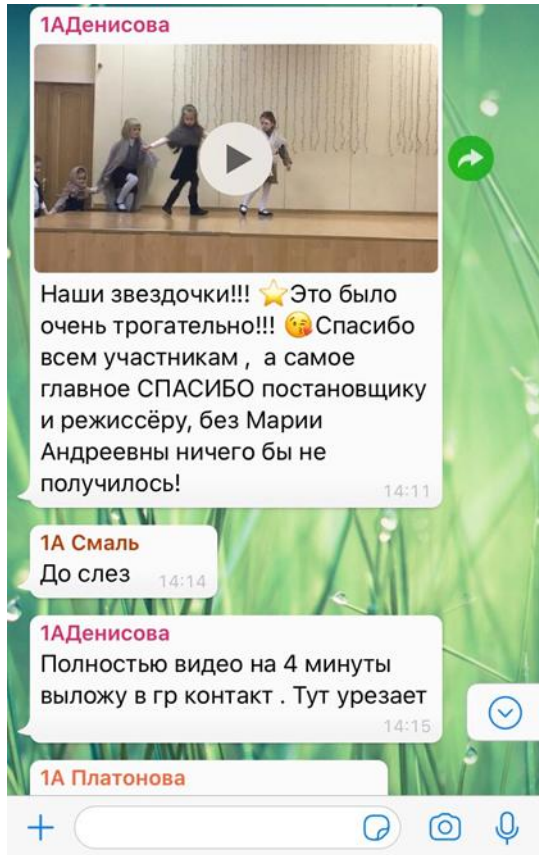 1АДенисова
Наши звездочки!!! ⭐Это было
очень трогательно!!! 😘Спасибо
всем участникам , а самое
главное СПАСИБО постановщику
и режиссёру, без Марии
Андреевны ничего бы не
получилось!
14:11
1А Смаль
До слез
14:14
1АДенисова
Полностью видео на 4 минуты
выложу в гр контакт . Тут урезает
14:15
1А Платонова